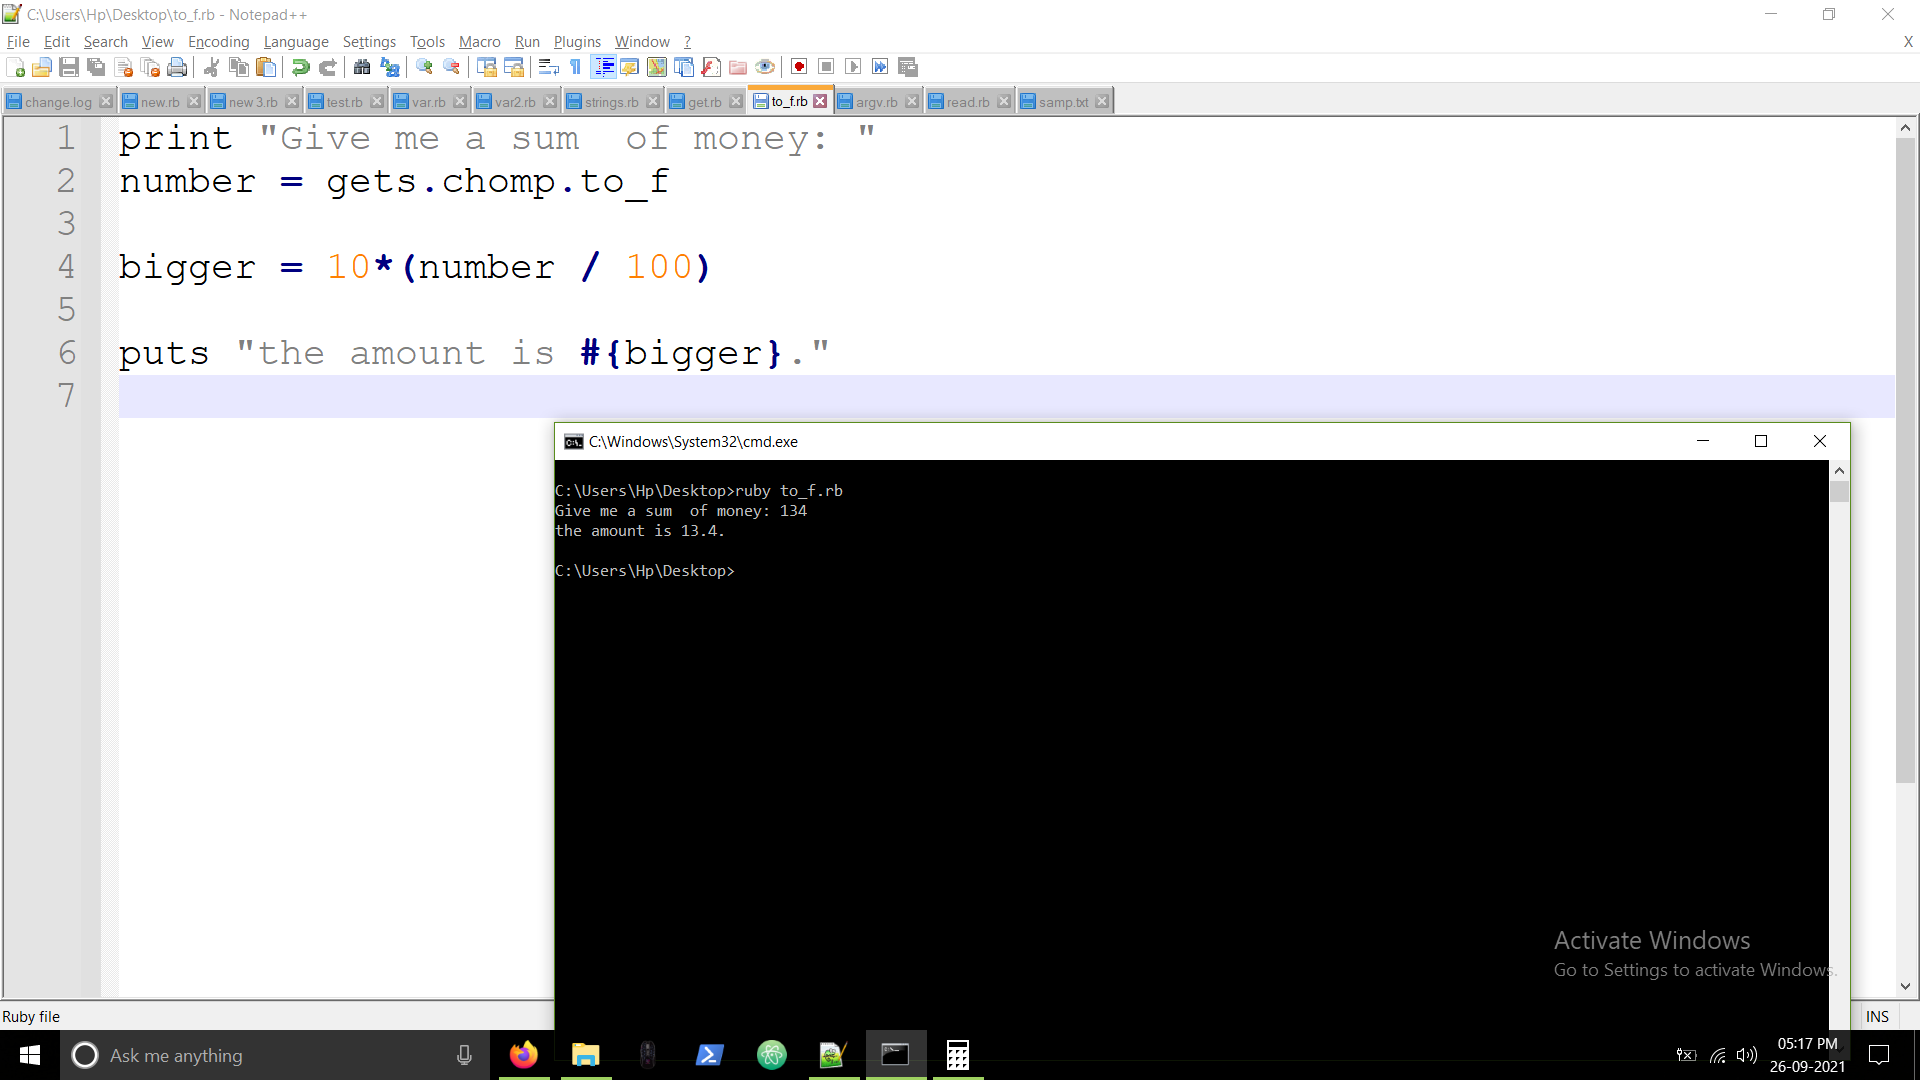 C:\Users\Hp\Desktop\to_f.rb - Notepad++
File Edit Search View Encoding Language Settings Tools Macro Run Plugins Window ? X
change.log new.rb new 3.rb test.rb var.rb var2.rb strings.rb get.rb to_f.rb argv.rb read.rb samp.txt
1 print "Give me a sum  of money: "
2 number = gets.chomp.to_f
3
4 bigger = 10*(number / 100)
5
6 puts "the amount is #{bigger}."
7
C:\Windows\System32\cmd.exe
C:\Users\Hp\Desktop>ruby to_f.rb
Give me a sum  of money: 134
the amount is 13.4.
C:\Users\Hp\Desktop>
Activate Windows
Go to Settings to activate Windows.
Ruby file INS
Ask me anything
05:17 PM
26-09-2021